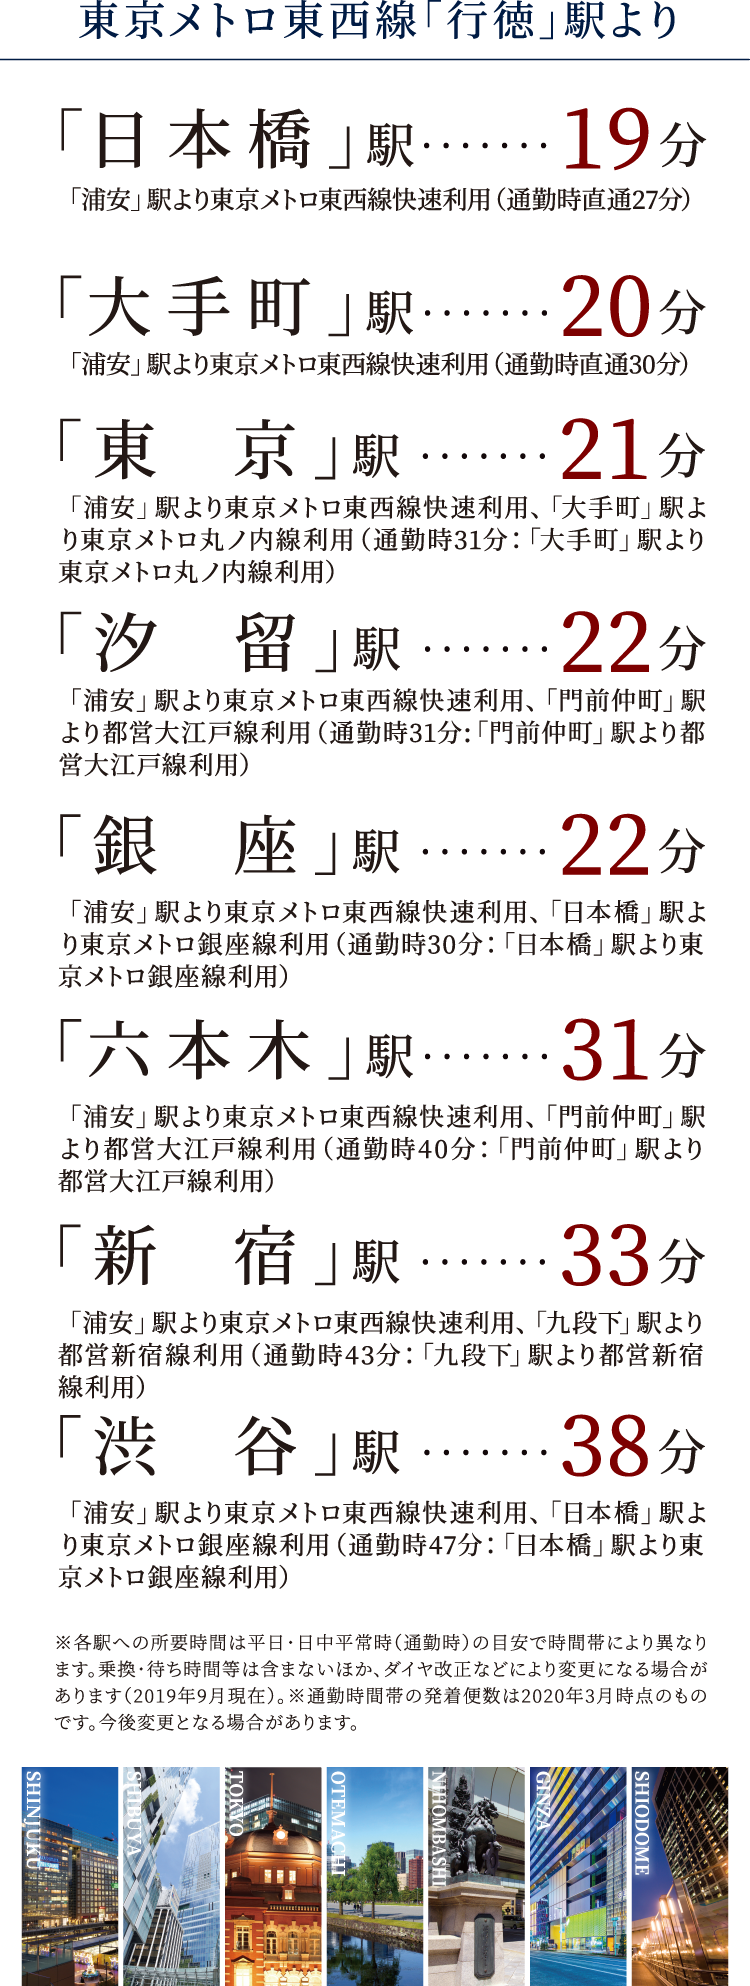 東京メトロ東西線「行徳」駅より
「日本橋」駅‥‥‥‥19分
「浦安」駅より東京メトロ東西線快速利用(通勤時直通27分)
「大手町」駅‥‥‥‥20分
「浦安」駅より東京メトロ東西線快速利用(通勤時直通30分)
「東　京」駅‥‥‥‥21分
「浦安」駅より東京メトロ東西線快速利用、「大手町」駅よ
り東京メトロ丸ノ内線利用(通勤時31分：「大手町」駅より
東京メトロ丸ノ内線利用)
「汐　留」駅‥‥‥‥22分
「浦安」駅より東京メトロ東西線快速利用、「門前仲町」駅
より都営大江戸線利用(通勤時31分：「門前仲町」駅より都
営大江戸線利用)
「銀　座」駅‥‥‥‥22分
「浦安」駅より東京メトロ東西線快速利用、「日本橋」駅よ
り東京メトロ銀座線利用(通勤時30分：「日本橋」駅より東
京メトロ銀座線利用)
「六本木」駅‥‥‥‥31分
「浦安」駅より東京メトロ東西線快速利用、「門前仲町」駅
より都営大江戸線利用(通勤時40分：「門前仲町」駅より
都営大江戸線利用)
「新　宿」駅‥‥‥‥33分
「浦安」駅より東京メトロ東西線快速利用、「九段下」駅より
都営新宿線利用(通勤時43分：「九段下」駅より都営新宿
線利用)
「渋　谷」駅‥‥‥‥38分
「浦安」駅より東京メトロ東西線快速利用、「日本橋」駅よ
り東京メトロ銀座線利用(通勤時47分：「日本橋」駅より東
京メトロ銀座線利用)
※各駅への所要時間は平日・日中平常時(通勤時)の目安で時間帯により異なり
ます。乗換・待ち時間等は含まないほか、ダイヤ改正などにより変更になる場合が
あります(2019年9月現在)。※通勤時間帯の発着便数は2020年3月時点のもの
です。今後変更となる場合があります。
SHINJUKU
SHIBUYA
TOKYO
OTEMACHI
NIHOMBASHI
GINZA
SHIODOME